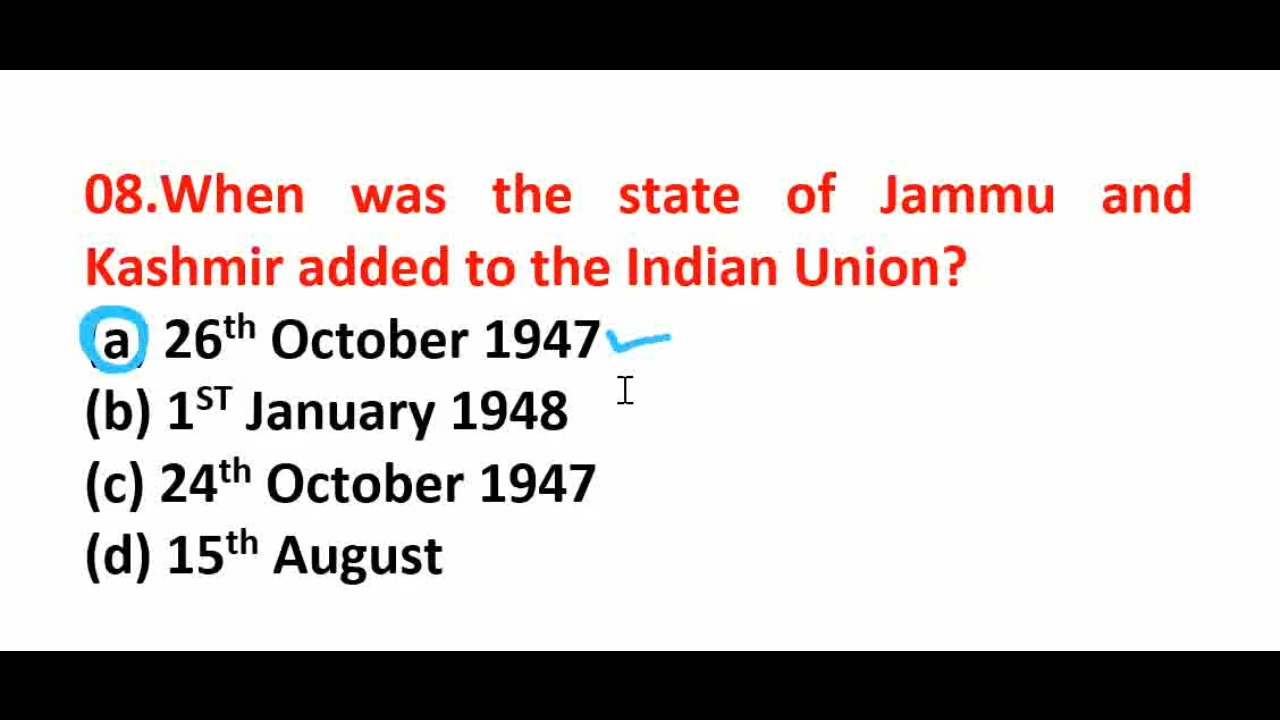 08.When was the state of Jammu and
Kashmir added to the Indian Union?
(a) 26th October 1947
(b) 1ST January 1948
(c) 24th October 1947
(d) 15th August